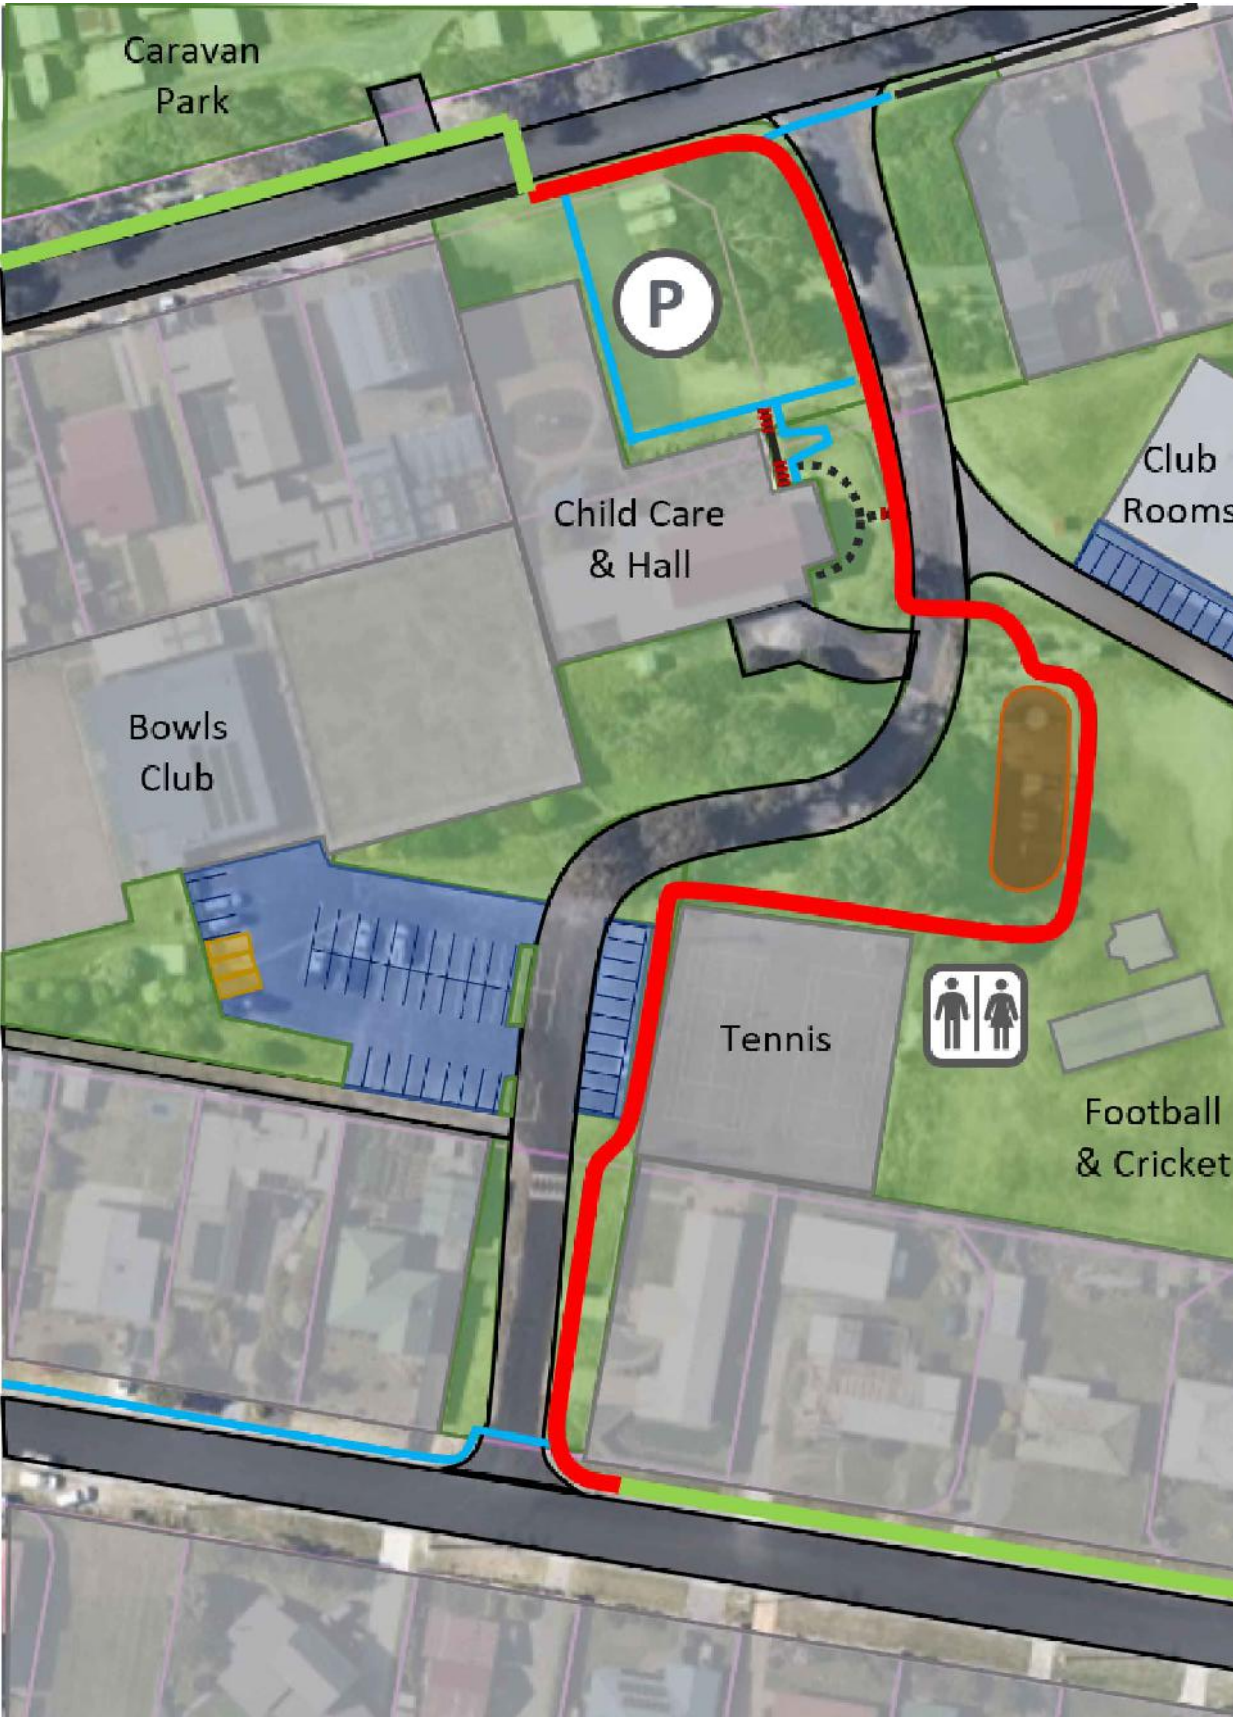 Caravan
Park
P
Club
Rooms
Child Care
& Hall
Bowls
Club
Tennis
Football
& Cricket